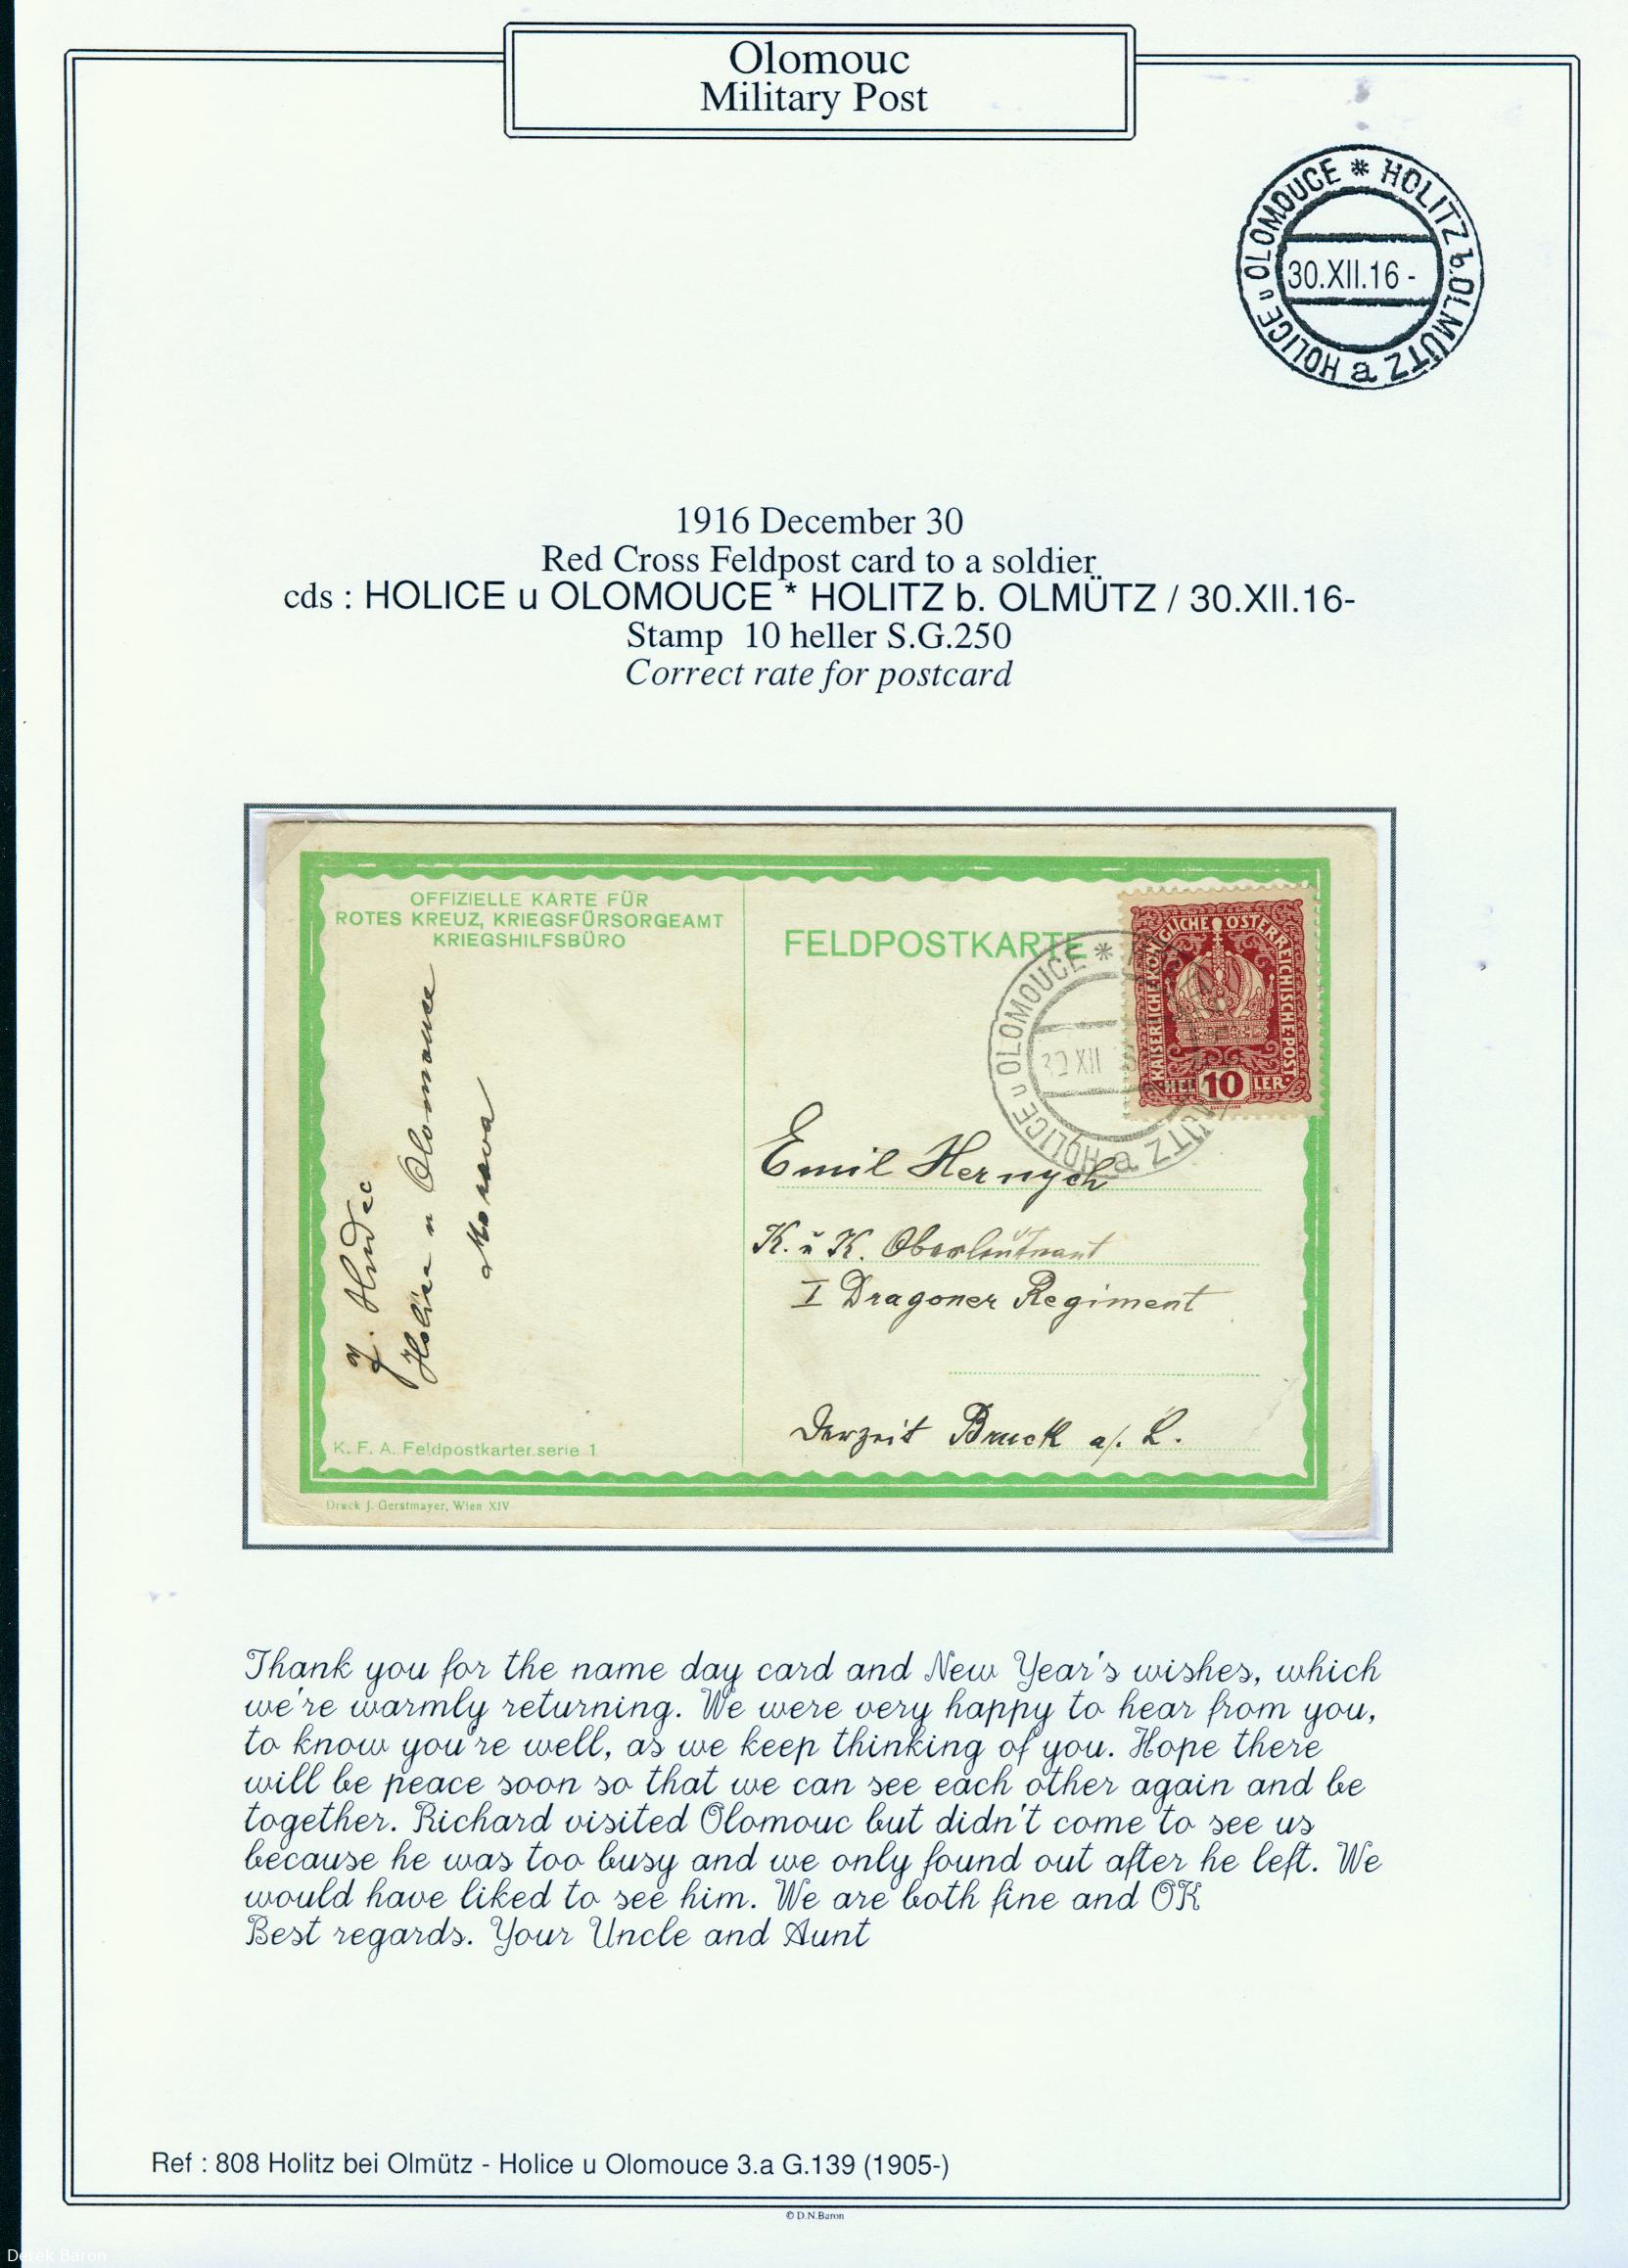 Olomouc
Military Post
HOLICE u OLOMOUCE * HOLITZ b. OLMÜTZ a
30.XII.16 -
1916 December 30
Red Cross Feldpost card to a soldier
cds : HOLICE u OLOMOUCE * HOLITZ b. OLMÜTZ / 30.XII.16-
Stamp 10 heller S.G.250
Correct rate for postcard
OFFIZIELLE KARTE FÜR
ROTES KREUZ, KRIEGSFÜRSORGEAMT
KRIEGSHILFSBÜRO
J. Hudec
Holice u Olomouce
Morava
K. F. A. Feldpostkarten serie 1
Druck J. Gerstmayer, Wien XIV
FELDPOSTKARTE
KAISERLICHE KÖNIGLICHE ÖSTERREICHISCHE POST
HEL 10 LER
HOLICE u OLOMOUCE *
30 XII
a
Emil Hernych
K. u K. Oberleutnant
I Dragoner Regiment
Derzeit Bruck a/. L.
Thank you for the name day card and New Year's wishes, which
we're warmly returning. We were very happy to hear from you,
to know you're well, as we keep thinking of you. Hope there
will be peace soon so that we can see each other again and be
together. Richard visited Olomouc but didn't come to see us
because he was too busy and we only found out after he left. We
would have liked to see him. We are both fine and OK
Best regards. Your Uncle and Aunt
Ref : 808 Holitz bei Olmütz - Holice u Olomouce 3.a G.139 (1905-)
© D.N.Baron
Derek Baron